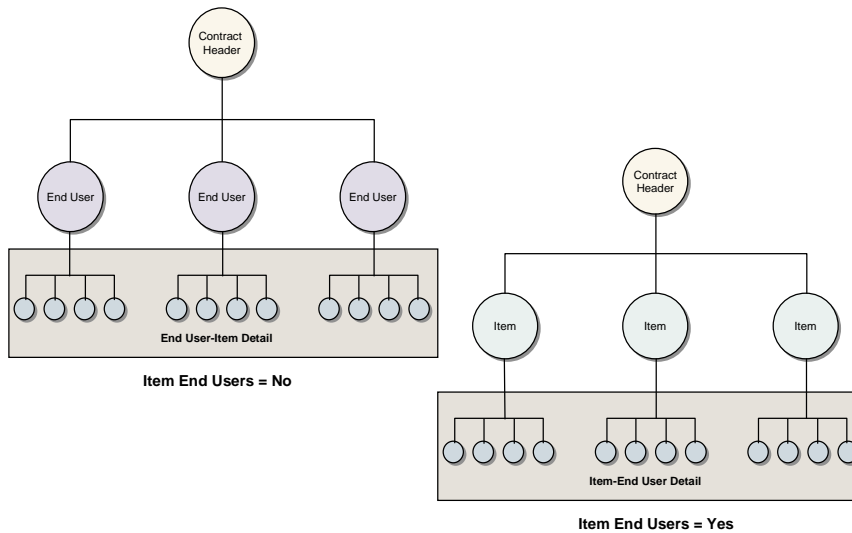 Contract
Header
End User
End User
End User
End User-Item Detail
Item End Users = No
Contract
Header
Item
Item
Item
Item-End User Detail
Item End Users = Yes